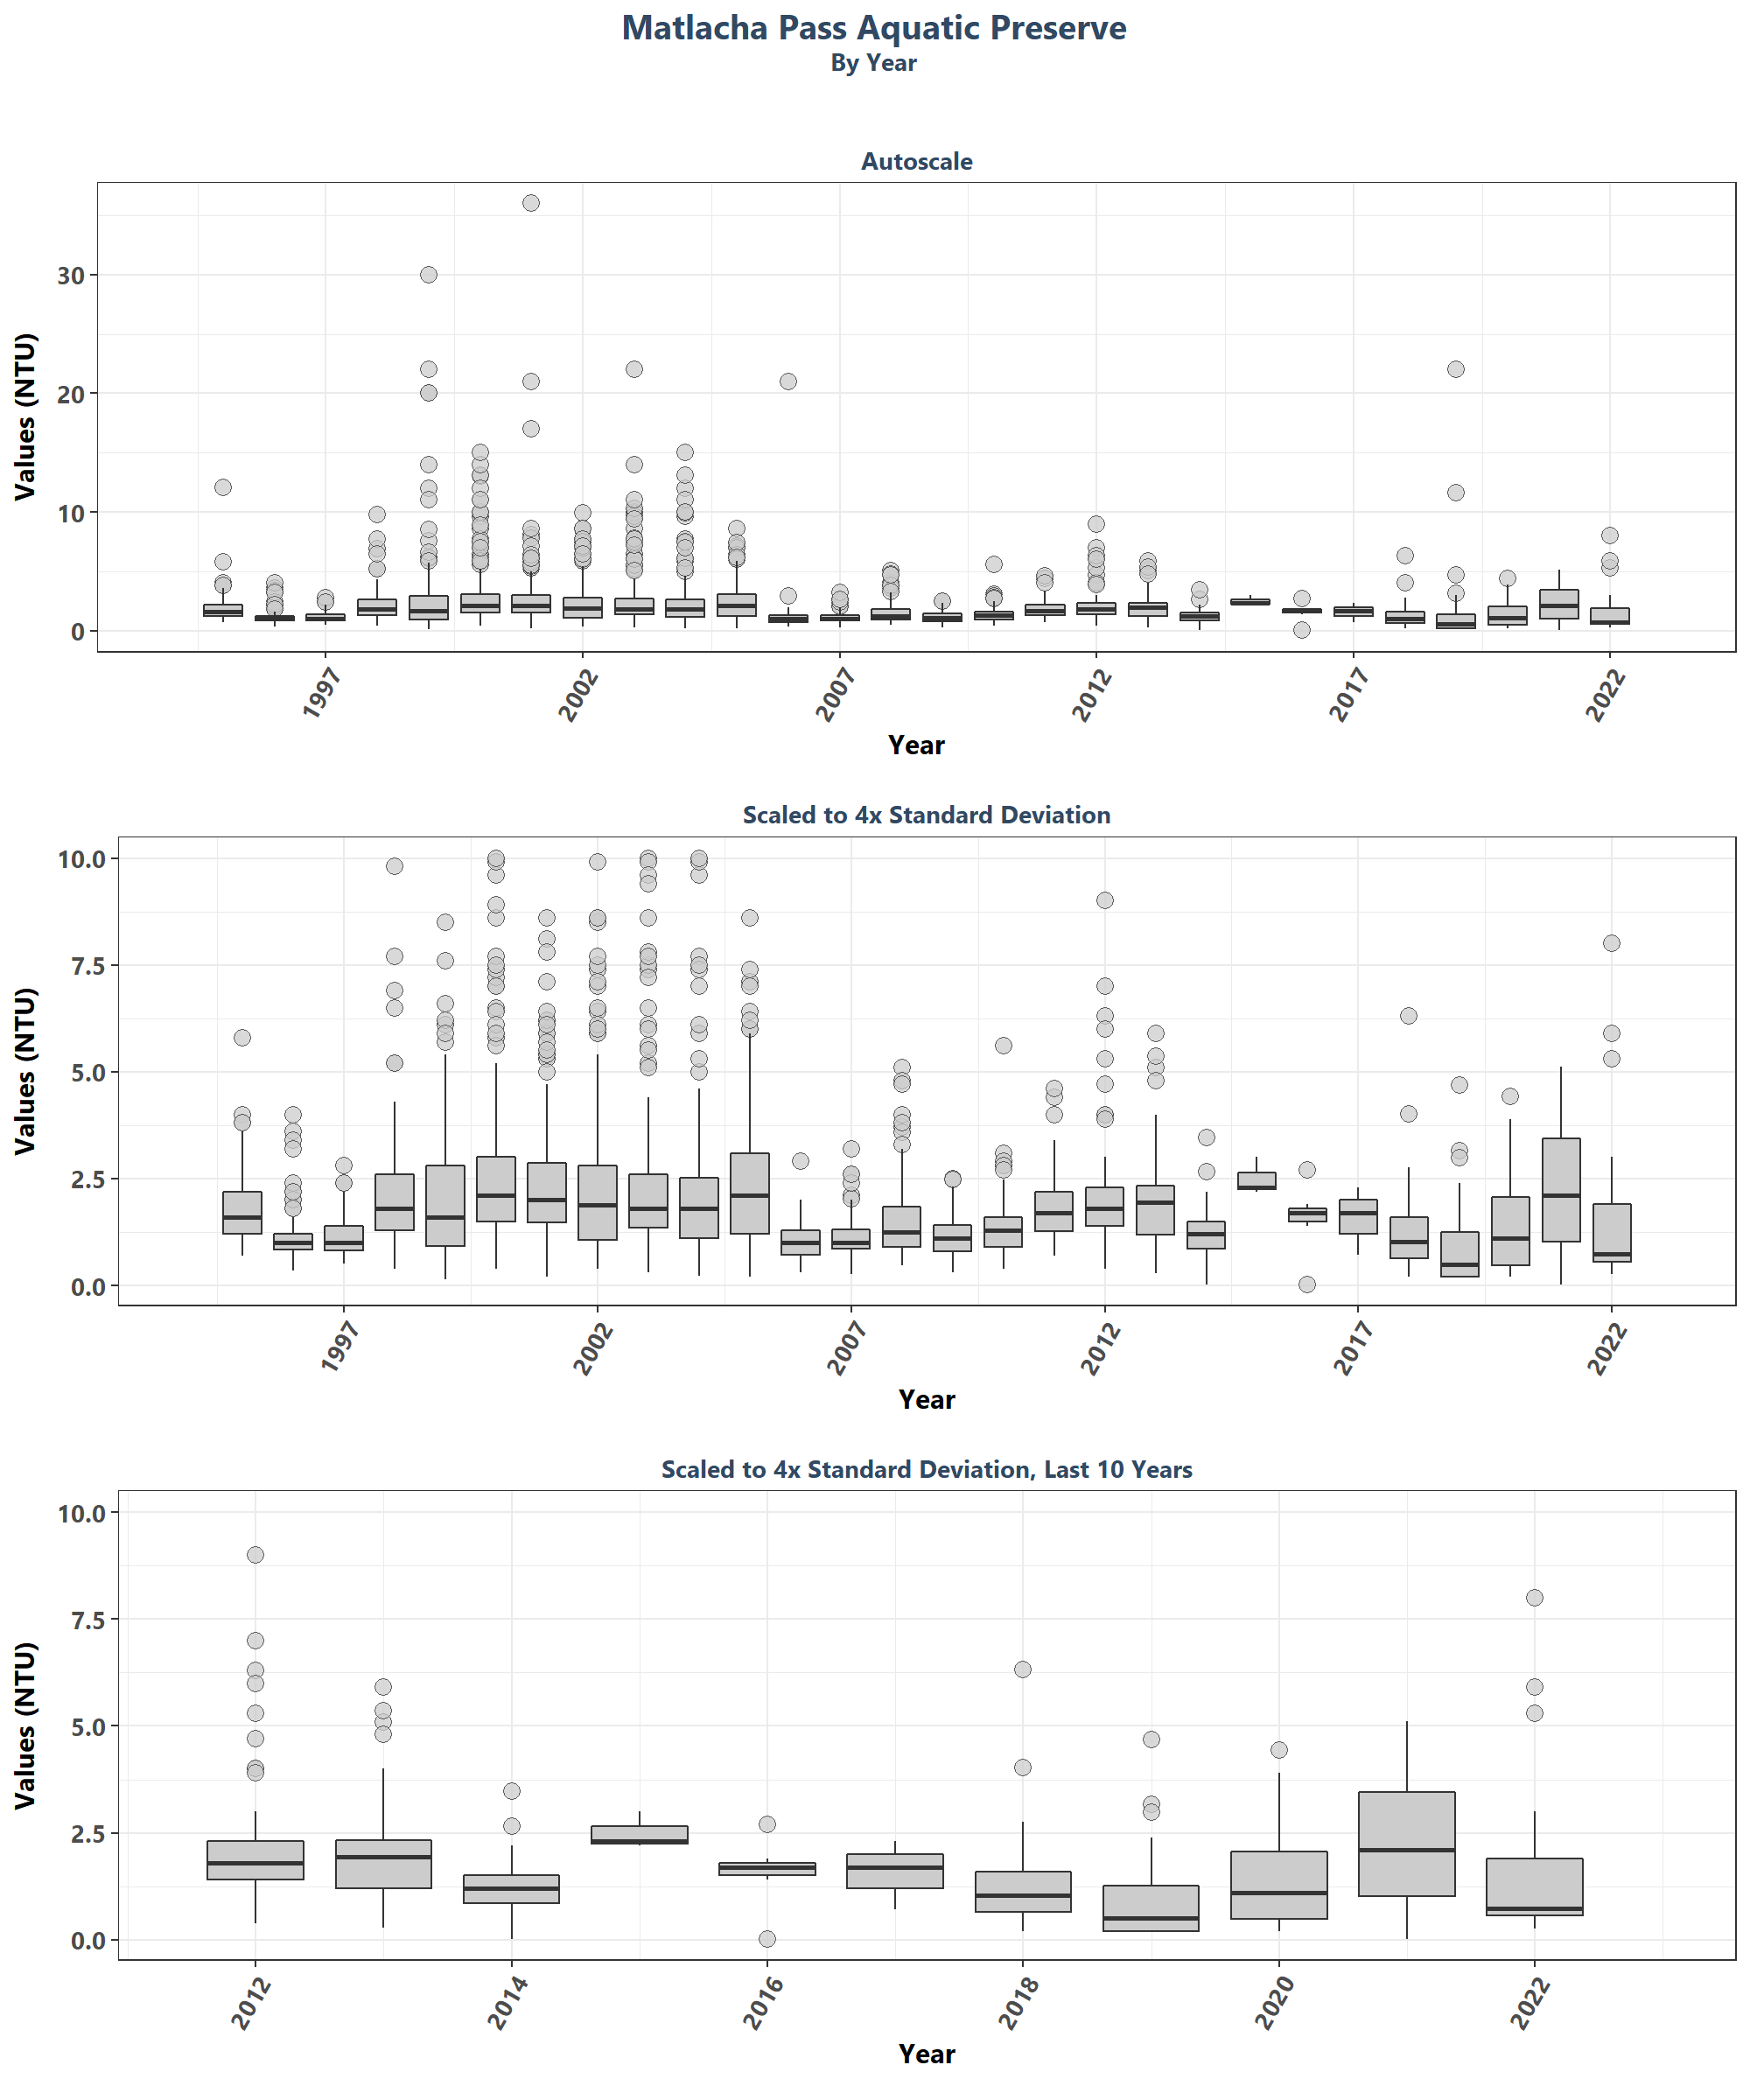 Matlacha Pass Aquatic Preserve
By Year
Autoscale
Values (NTU)
30
20
10
0
1997
2002
2007
2012
2017
2022
Year
Scaled to 4x Standard Deviation
Values (NTU)
10.0
7.5
5.0
2.5
0.0
1997
2002
2007
2012
2017
2022
Year
Scaled to 4x Standard Deviation, Last 10 Years
Values (NTU)
10.0
7.5
5.0
2.5
0.0
2012
2014
2016
2018
2020
2022
Year